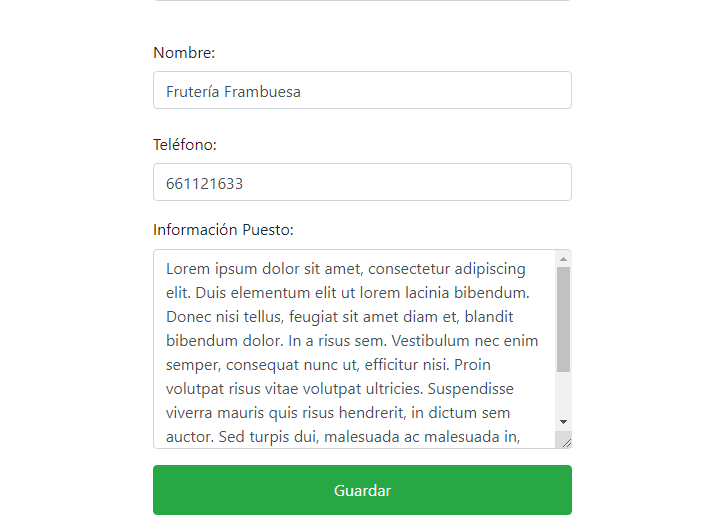 Nombre:
Frutería Frambuesa
Teléfono:
661121633
Información Puesto:
Lorem ipsum dolor sit amet, consectetur adipiscing
elit. Duis elementum elit ut lorem lacinia bibendum.
Donec nisi tellus, feugiat sit amet diam et, blandit
bibendum dolor. In a risus sem. Vestibulum nec enim
semper, consequat nunc ut, efficitur nisi. Proin
volutpat risus vitae volutpat ultricies. Suspendisse
viverra mauris quis risus hendrerit, in dictum sem
auctor. Sed turpis dui, malesuada ac malesuada in,
Guardar